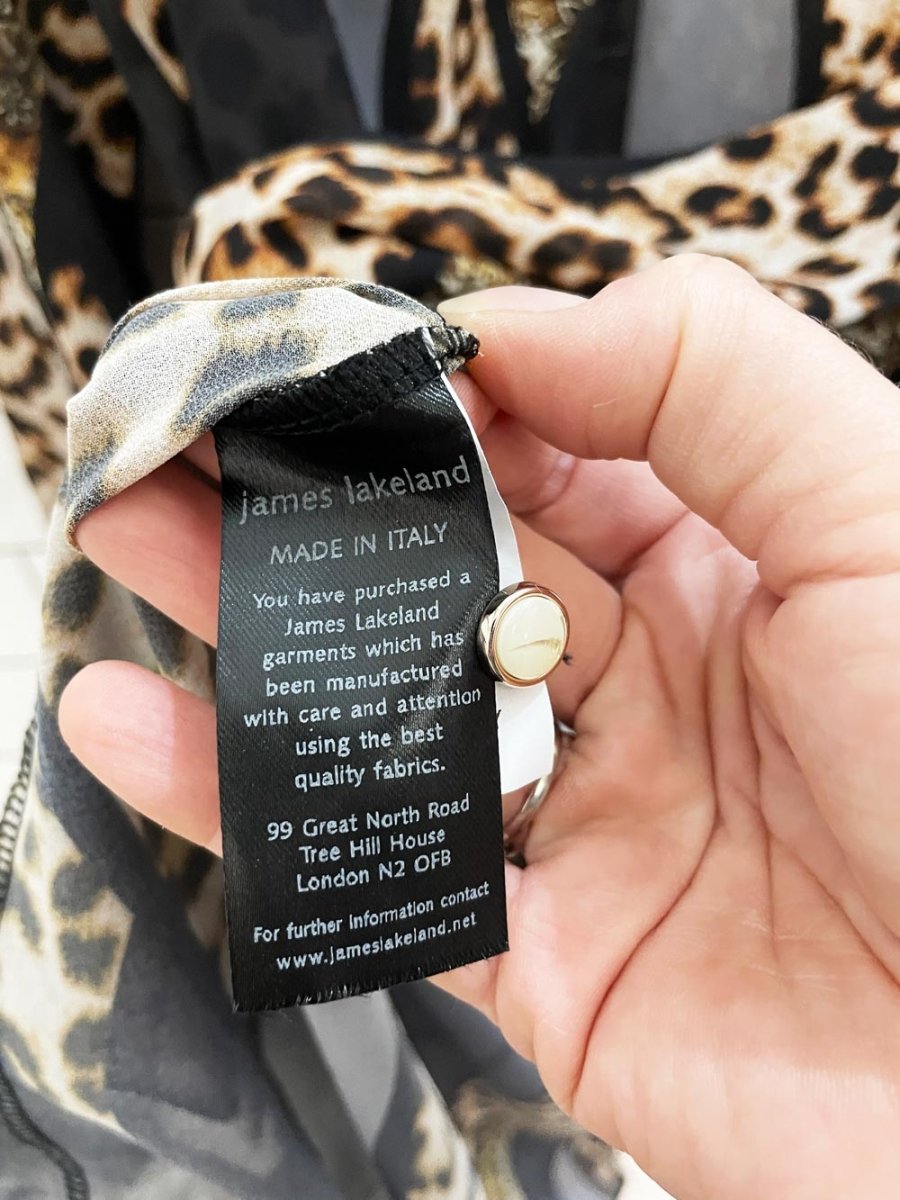 james lakeland
MADE IN ITALY
You have purchased a
James Lakeland
garments which has
been manufactured
with care and attention
using the best
quality fabrics.
99 Great North Road
Tree Hill House
London N2 OFB
For further information contact
www.jameslakeland.net